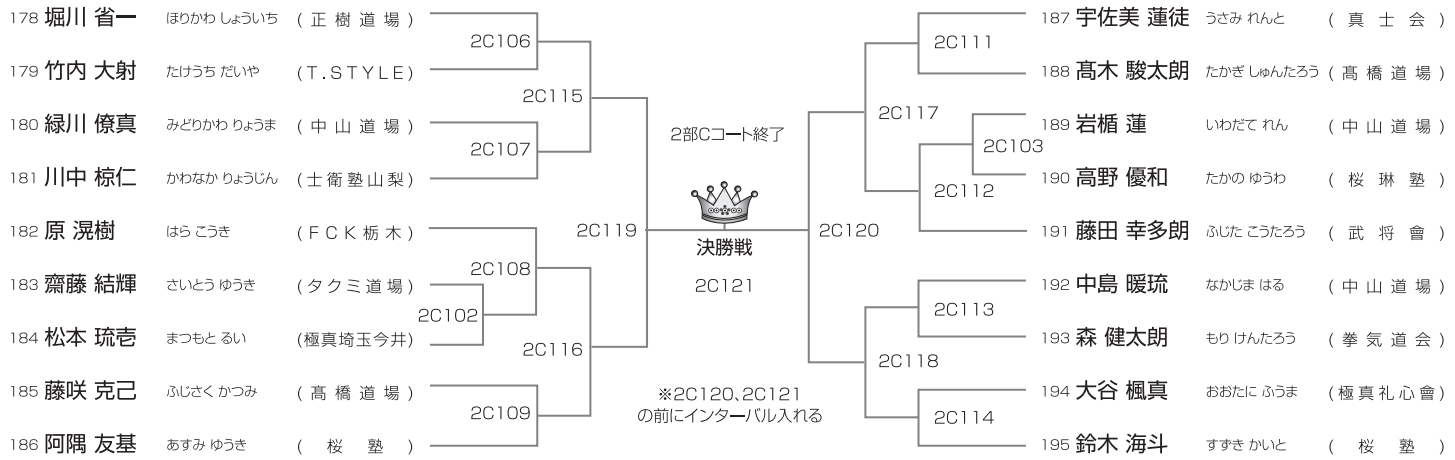 178 堀川 省一 ほりかわ しょういち (正樹道場)
179 竹内 大射 たけうち だいや (T.STYLE)
180 緑川 僚真 みどりかわ りょうま (中山道場)
181 川中 椋仁 かわなか りょうじん (士衛塾山梨)
182 原 滉樹 はら こうき (FCK栃木)
183 齋藤 結輝 さいとう ゆうき (タクミ道場)
184 松本 琉壱 まつもと るい (極真埼玉今井)
185 藤咲 克己 ふじさく かつみ (髙橋道場)
186 阿隅 友基 あすみ ゆうき (桜塾)
2C106
2C107
2C108
2C102
2C109
2C115
2C116
2C119
2部Cコート終了
決勝戦
2C121
※2C120、2C121
の前にインターバル入れる
2C120
2C117
2C118
2C111
2C103
2C112
2C113
2C114
187 宇佐美 蓮徒 うさみ れんと (真士会)
188 髙木 駿太朗 たかぎ しゅんたろう (髙橋道場)
189 岩楯 蓮 いわだて れん (中山道場)
190 高野 優和 たかの ゆうわ (桜琳塾)
191 藤田 幸多朗 ふじた こうたろう (武将會)
192 中島 暖琉 なかじま はる (中山道場)
193 森 健太朗 もり けんたろう (拳気道会)
194 大谷 楓真 おおたに ふうま (極真礼心會)
195 鈴木 海斗 すずき かいと (桜塾)